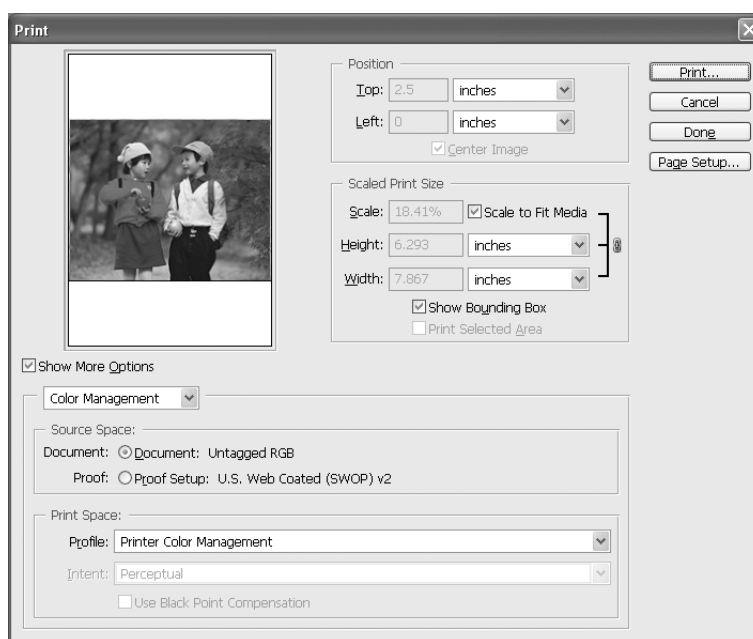 Print
Position
Top: 2.5 inches
Left: 0 inches
Center Image
Print...
Cancel
Done
Page Setup...
Scaled Print Size
Scale: 18.41% Scale to Fit Media
Height: 6.293 inches
Width: 7.867 inches
Show Bounding Box
Print Selected Area
Show More Options
Color Management
Source Space:
Document: Document: Untagged RGB
Proof: Proof Setup: U.S. Web Coated (SWOP) v2
Print Space:
Profile: Printer Color Management
Intent: Perceptual
Use Black Point Compensation